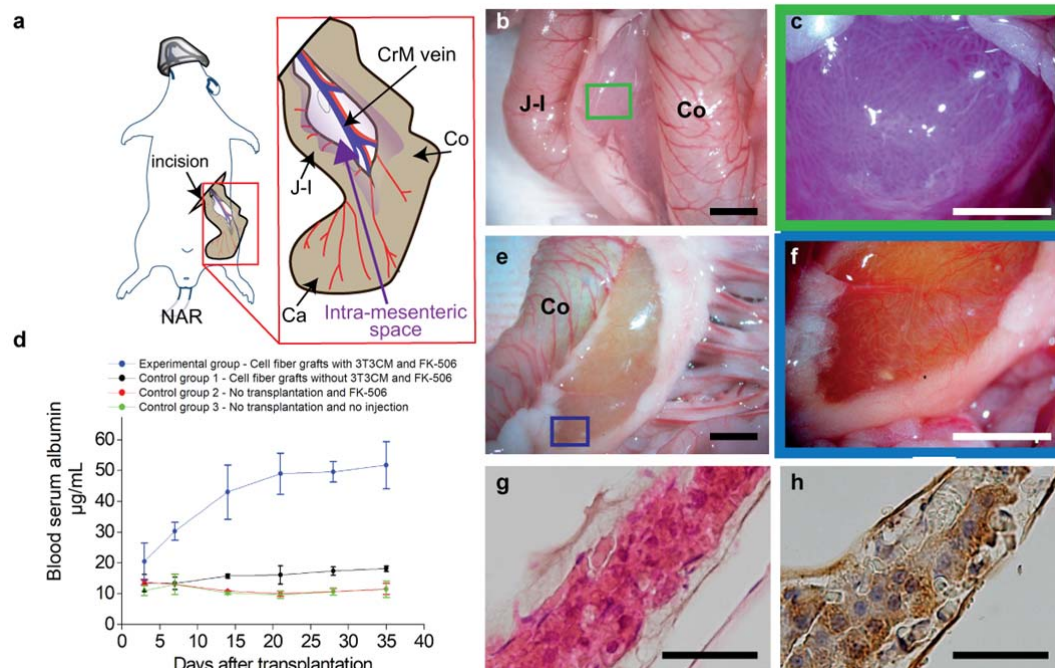 a
CrM vein
incision
J-I
Co
Ca
Intra-mesenteric
space
NAR
b
J-I
Co
c
d
Experimental group - Cell fiber grafts with 3T3CM and FK-506
Control group 1 - Cell fiber grafts without 3T3CM and FK-506
Control group 2 - No transplantation and FK-506
Control group 3 - No transplantation and no injection
Blood serum albumin
µg/mL
60
50
40
30
20
10
0
0 5 10 15 20 25 30 35 40
Days after transplantation
e
Co
f
g
h